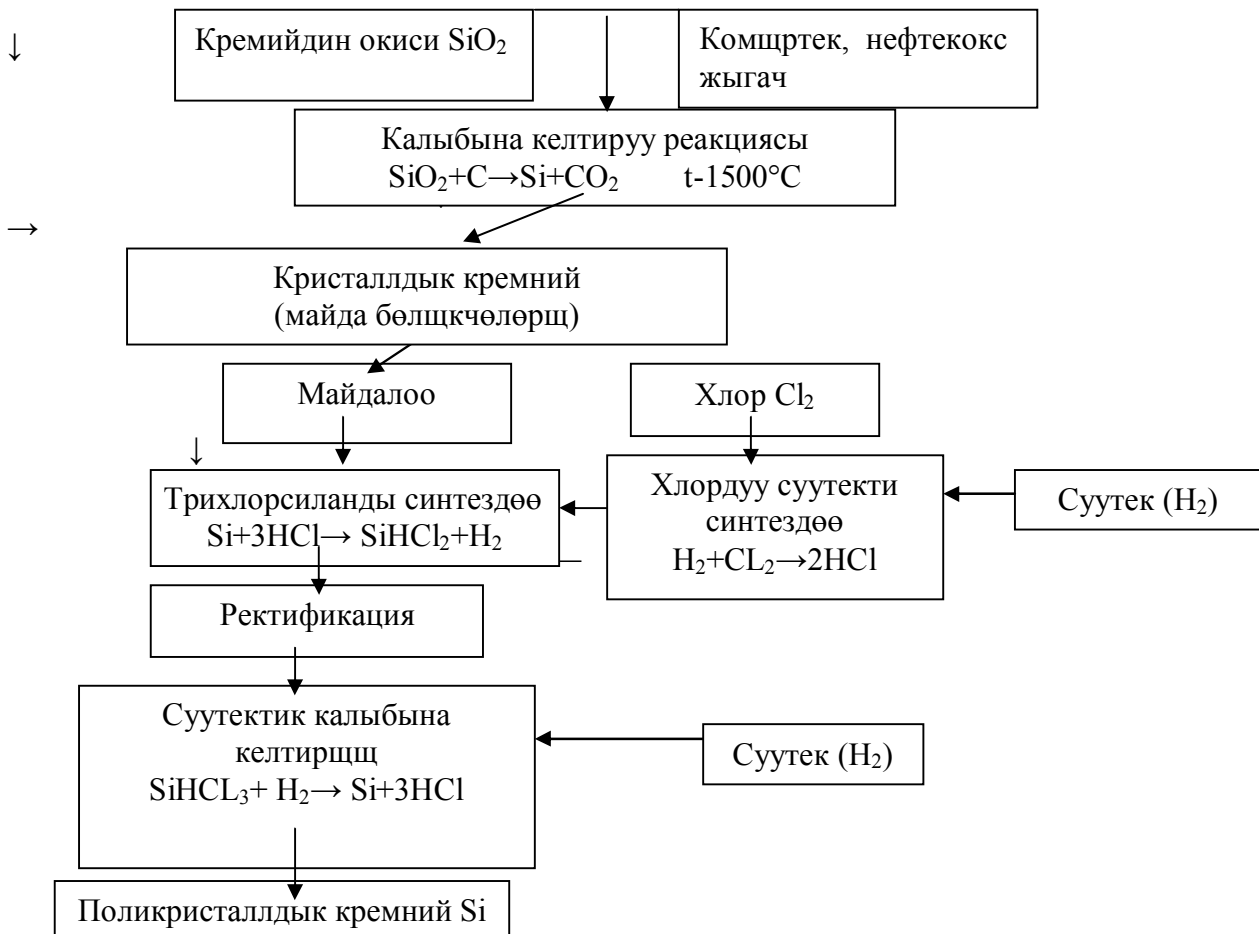 Кремийдин окиси SiO₂
Комщртек, нефтекокс
жыгач
↓
Калыбына келтируу реакциясы
SiO₂+C→Si+CO₂ t-1500°C
→
Кристаллдык кремний
(майда бөлщкчөлөрщ)
Майдалоо
Хлор Cl₂
↓
Трихлорсиланды синтездөө
Si+3HCl→ SiHCl₂+H₂
Хлордуу суутекти
синтездөө
H₂+CL₂→2HCl
Суутек (H₂)
Ректификация
Суутектик калыбына
келтирщщ
SiHCL₃+ H₂→ Si+3HCl
Суутек (H₂)
Поликристаллдык кремний Si